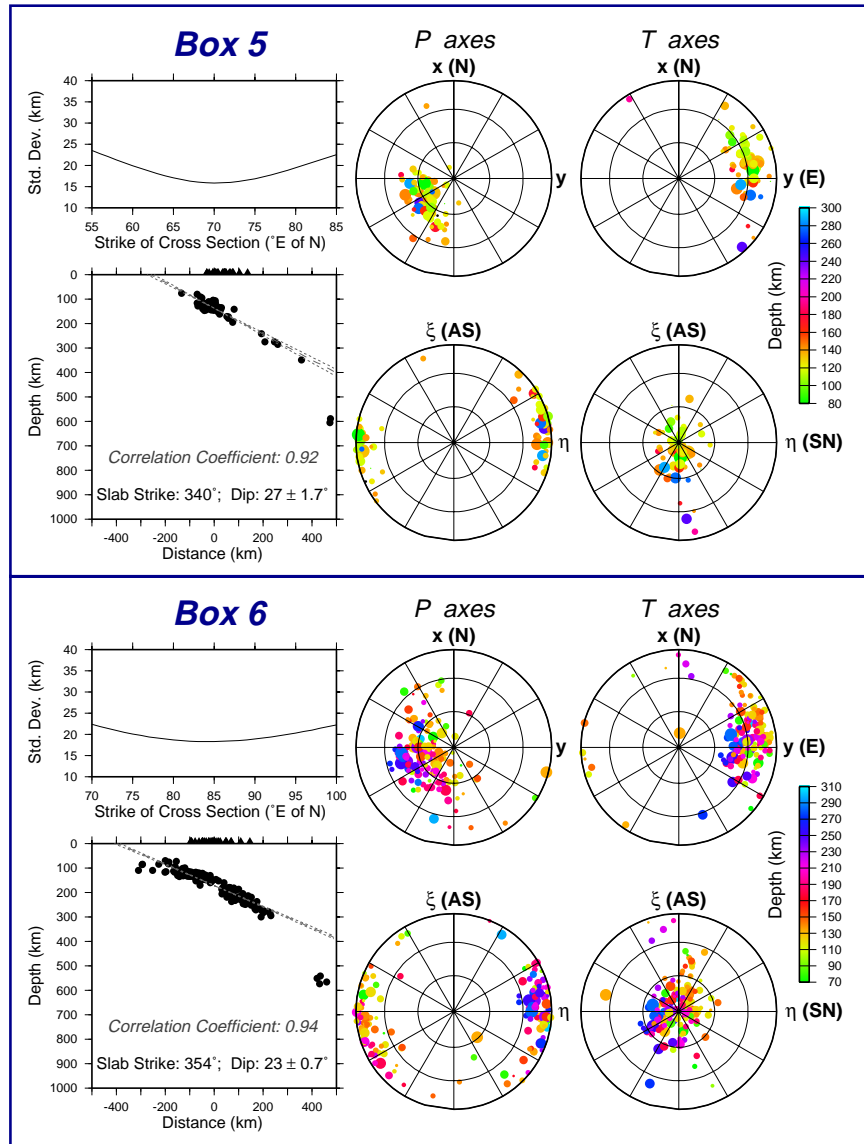 Box 5
P axes
T axes
x (N)
x (N)
40
35
30
25
20
15
10
Std. Dev. (km)
55 60 65 70 75 80 85
Strike of Cross Section (˚E of N)
y
y (E)
300
280
260
240
220
200
180
160
140
120
100
80
Depth (km)
0
100
200
300
400
500
600
700
800
900
1000
Depth (km)
Correlation Coefficient: 0.92
Slab Strike: 340˚; Dip: 27 ± 1.7˚
-400 -200 0 200 400
Distance (km)
ξ (AS)
ξ (AS)
η
η (SN)
Box 6
P axes
T axes
x (N)
x (N)
40
35
30
25
20
15
10
Std. Dev. (km)
70 75 80 85 90 95 100
Strike of Cross Section (˚E of N)
y
y (E)
310
290
270
250
230
210
190
170
150
130
110
90
70
Depth (km)
0
100
200
300
400
500
600
700
800
900
1000
Depth (km)
Correlation Coefficient: 0.94
Slab Strike: 354˚; Dip: 23 ± 0.7˚
-400 -200 0 200 400
Distance (km)
ξ (AS)
ξ (AS)
η
η (SN)